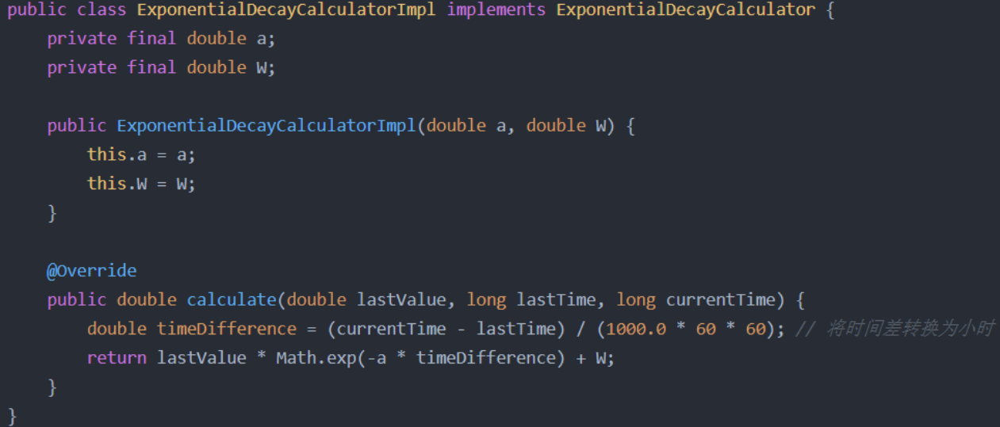 public class ExponentialDecayCalculatorImpl implements ExponentialDecayCalculator {
    private final double a;
    private final double W;

    public ExponentialDecayCalculatorImpl(double a, double W) {
        this.a = a;
        this.W = W;
    }

    @Override
    public double calculate(double lastValue, long lastTime, long currentTime) {
        double timeDifference = (currentTime - lastTime) / (1000.0 * 60 * 60); // 将时间差转换为小时
        return lastValue * Math.exp(-a * timeDifference) + W;
    }
}